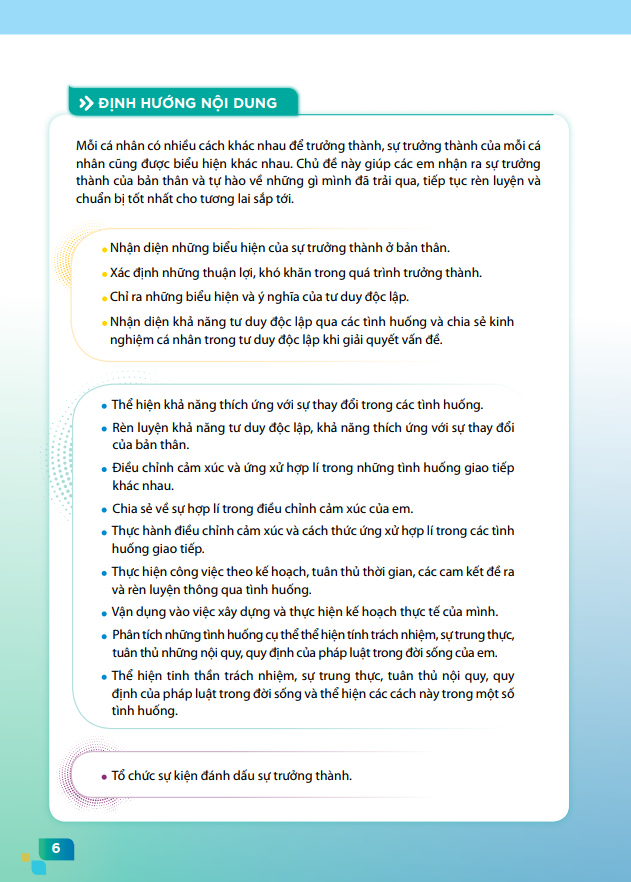 ĐỊNH HƯỚNG NỘI DUNG
Mỗi cá nhân có nhiều cách khác nhau để trưởng thành, sự trưởng thành của mỗi cá
nhân cũng được biểu hiện khác nhau. Chủ đề này giúp các em nhận ra sự trưởng
thành của bản thân và tự hào về những gì mình đã trải qua, tiếp tục rèn luyện và
chuẩn bị tốt nhất cho tương lai sắp tới.
• Nhận diện những biểu hiện của sự trưởng thành ở bản thân.
• Xác định những thuận lợi, khó khăn trong quá trình trưởng thành.
• Chỉ ra những biểu hiện và ý nghĩa của tư duy độc lập.
• Nhận diện khả năng tư duy độc lập qua các tình huống và chia sẻ kinh
nghiệm cá nhân trong tư duy độc lập khi giải quyết vấn đề.
• Thể hiện khả năng thích ứng với sự thay đổi trong các tình huống.
• Rèn luyện khả năng tư duy độc lập, khả năng thích ứng với sự thay đổi
của bản thân.
• Điều chỉnh cảm xúc và ứng xử hợp lí trong những tình huống giao tiếp
khác nhau.
• Chia sẻ về sự hợp lí trong điều chỉnh cảm xúc của em.
• Thực hành điều chỉnh cảm xúc và cách thức ứng xử hợp lí trong các tình
huống giao tiếp.
• Thực hiện công việc theo kế hoạch, tuân thủ thời gian, các cam kết đề ra
và rèn luyện thông qua tình huống.
• Vận dụng vào việc xây dựng và thực hiện kế hoạch thực tế của mình.
• Phân tích những tình huống cụ thể thể hiện tính trách nhiệm, sự trung thực,
tuân thủ những nội quy, quy định của pháp luật trong đời sống của em.
• Thể hiện tinh thần trách nhiệm, sự trung thực, tuân thủ nội quy, quy
định của pháp luật trong đời sống và thể hiện các cách này trong một số
tình huống.
• Tổ chức sự kiện đánh dấu sự trưởng thành.
6